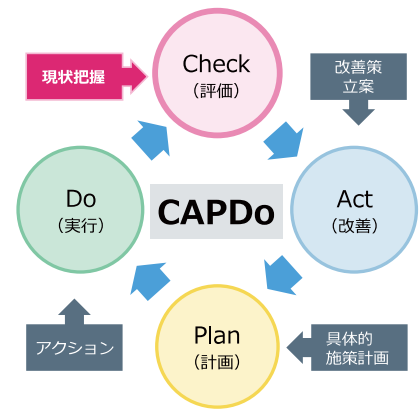 Check
（評価）
現状把握
改善策
立案
Act
（改善）
Do
（実行）
CAPDo
Plan
（計画）
具体的
施策計画
アクション